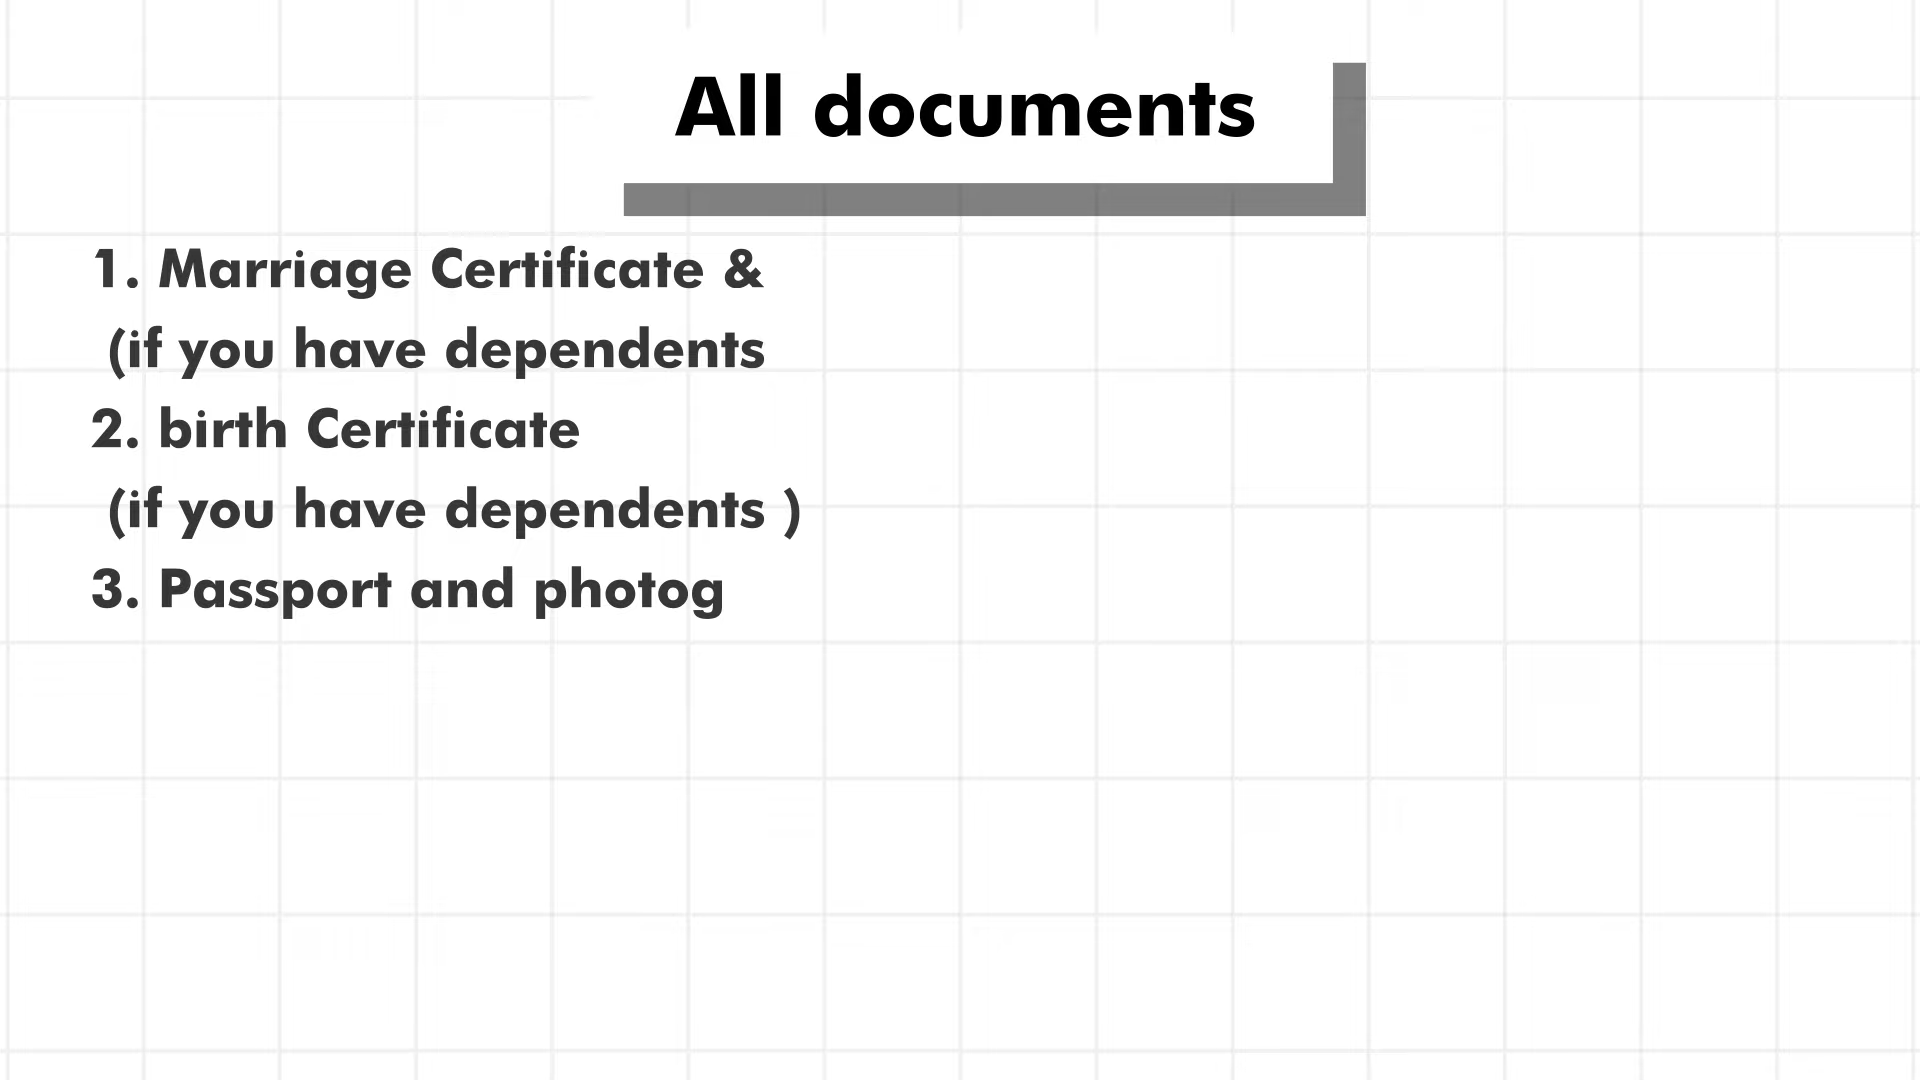 All documents
1. Marriage Certificate &
(if you have dependents
2. birth Certificate
(if you have dependents )
3. Passport and photog